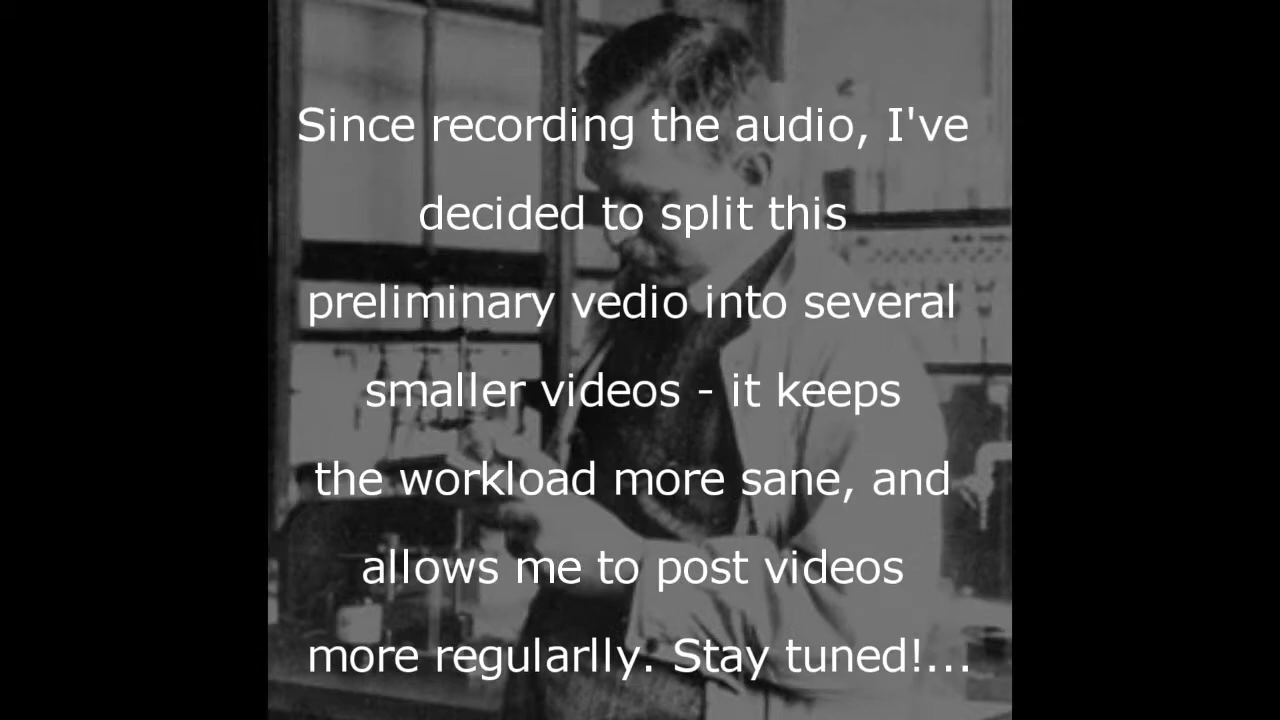 Since recording the audio, I've
decided to split this
preliminary vedio into several
smaller videos - it keeps
the workload more sane, and
allows me to post videos
more regularlly. Stay tuned!...